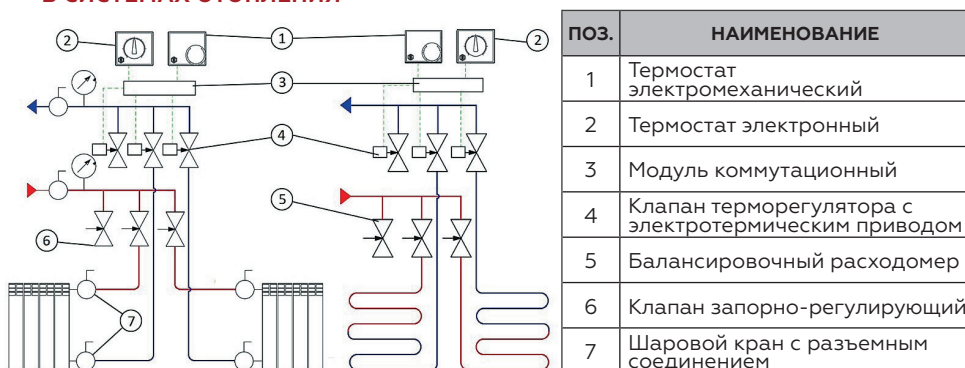 В СИСТЕМАХ ОТОПЛЕНИЯ
2 1 1 2
3
4
5
6
7
ПОЗ. НАИМЕНОВАНИЕ
1 Термостат
электромеханический
2 Термостат электронный
3 Модуль коммутационный
4 Клапан терморегулятора с
электротермическим приводом
5 Балансировочный расходомер
6 Клапан запорно-регулирующий
7 Шаровой кран с разъемным
соединением